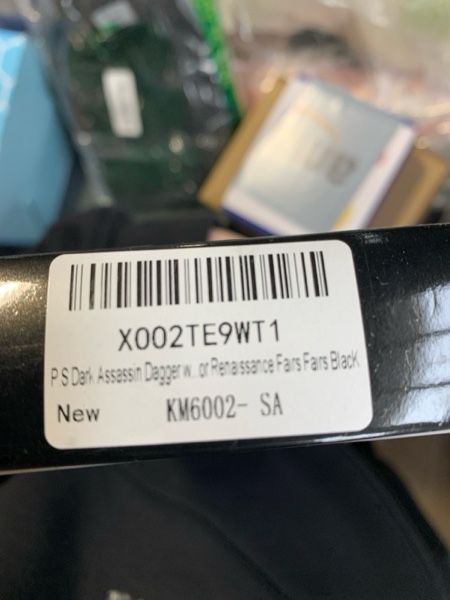 X002TE9WT1
P S Dark Assassin Dagger w...or Renaissance Fairs Fairs Black
New KM6002- SA